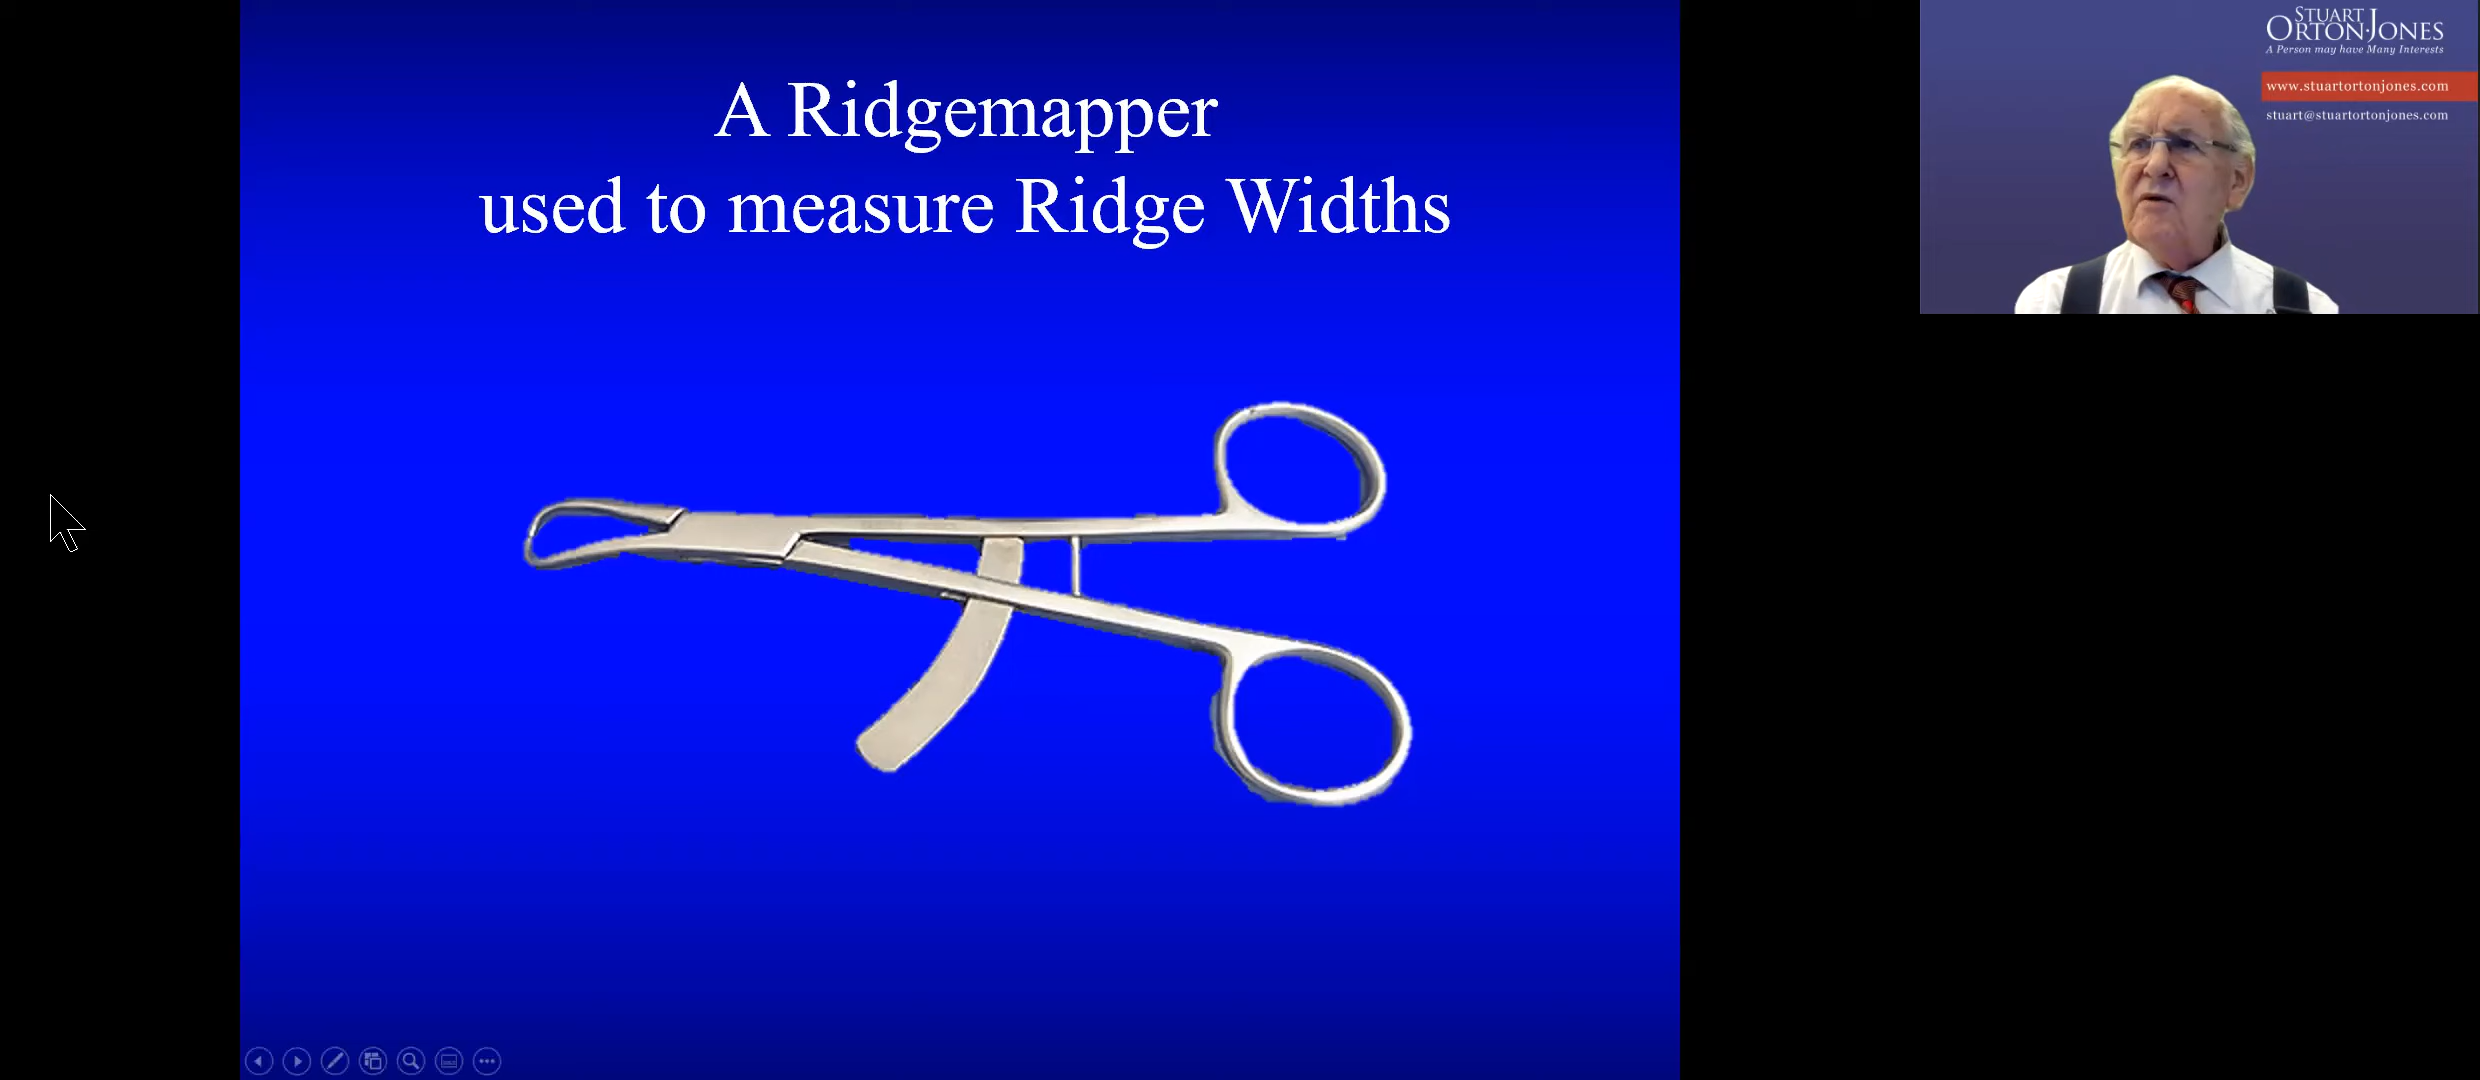 A Ridgemapper
used to measure Ridge Widths
STUART
ORTON·JONES
A Person may have Many Interests
www.stuartortonjones.com
stuart@stuartortonjones.com